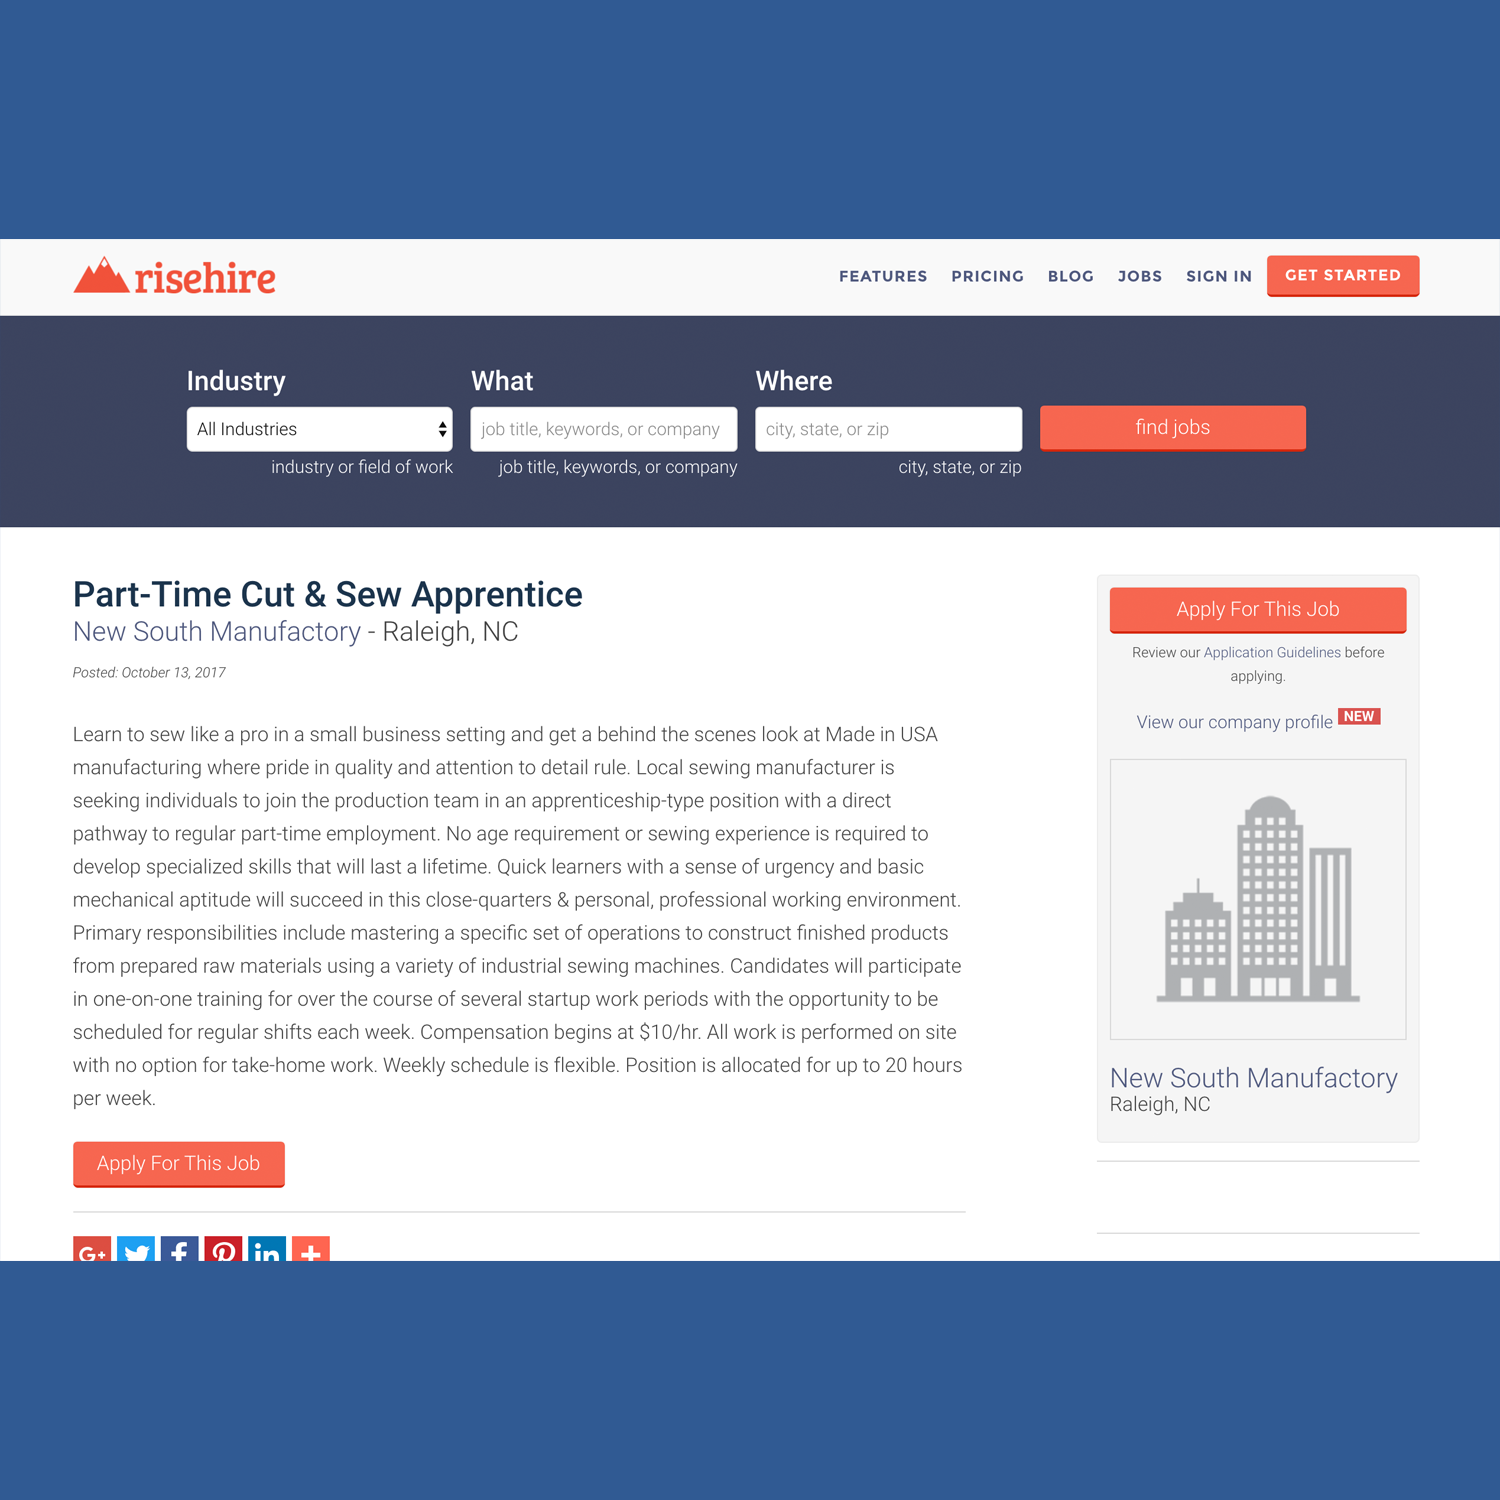 risehire
FEATURES PRICING BLOG JOBS SIGN IN GET STARTED
Industry What Where
All Industries job title, keywords, or company city, state, or zip find jobs
industry or field of work job title, keywords, or company city, state, or zip
Part-Time Cut & Sew Apprentice
New South Manufactory - Raleigh, NC
Posted: October 13, 2017
Learn to sew like a pro in a small business setting and get a behind the scenes look at Made in USA
manufacturing where pride in quality and attention to detail rule. Local sewing manufacturer is
seeking individuals to join the production team in an apprenticeship-type position with a direct
pathway to regular part-time employment. No age requirement or sewing experience is required to
develop specialized skills that will last a lifetime. Quick learners with a sense of urgency and basic
mechanical aptitude will succeed in this close-quarters & personal, professional working environment.
Primary responsibilities include mastering a specific set of operations to construct finished products
from prepared raw materials using a variety of industrial sewing machines. Candidates will participate
in one-on-one training for over the course of several startup work periods with the opportunity to be
scheduled for regular shifts each week. Compensation begins at $10/hr. All work is performed on site
with no option for take-home work. Weekly schedule is flexible. Position is allocated for up to 20 hours
per week.
Apply For This Job
G+ in
Apply For This Job
Review our Application Guidelines before
applying.
View our company profile NEW
New South Manufactory
Raleigh, NC